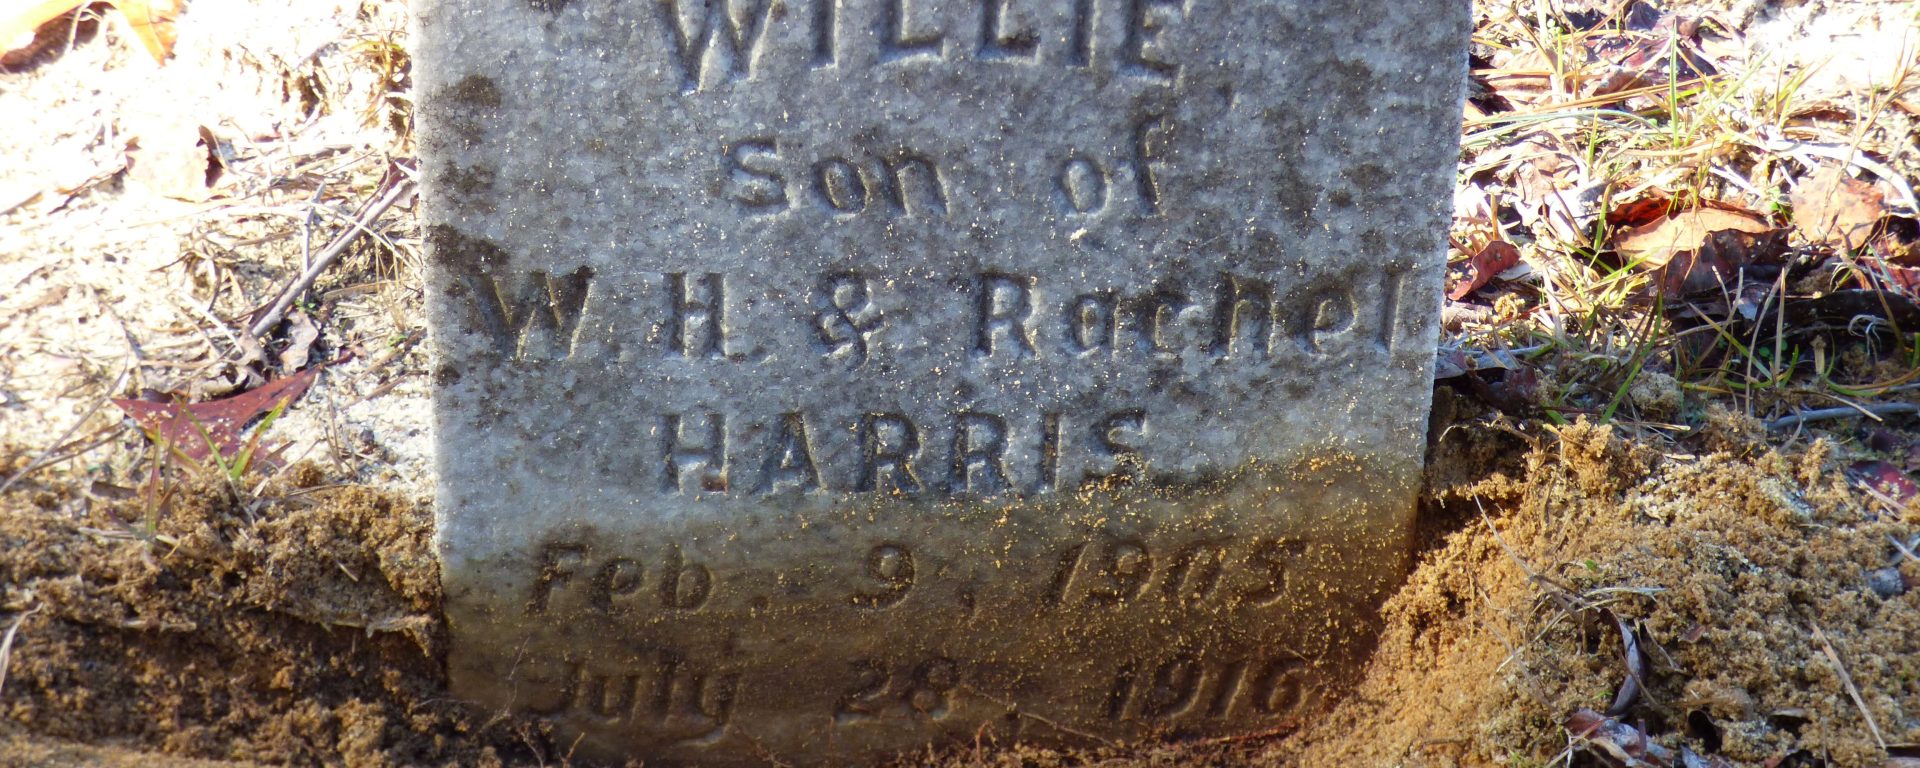 WILLIE
Son of
W. H. & Rachel
HARRIS
Feb. 9, 1905
July 28, 1916